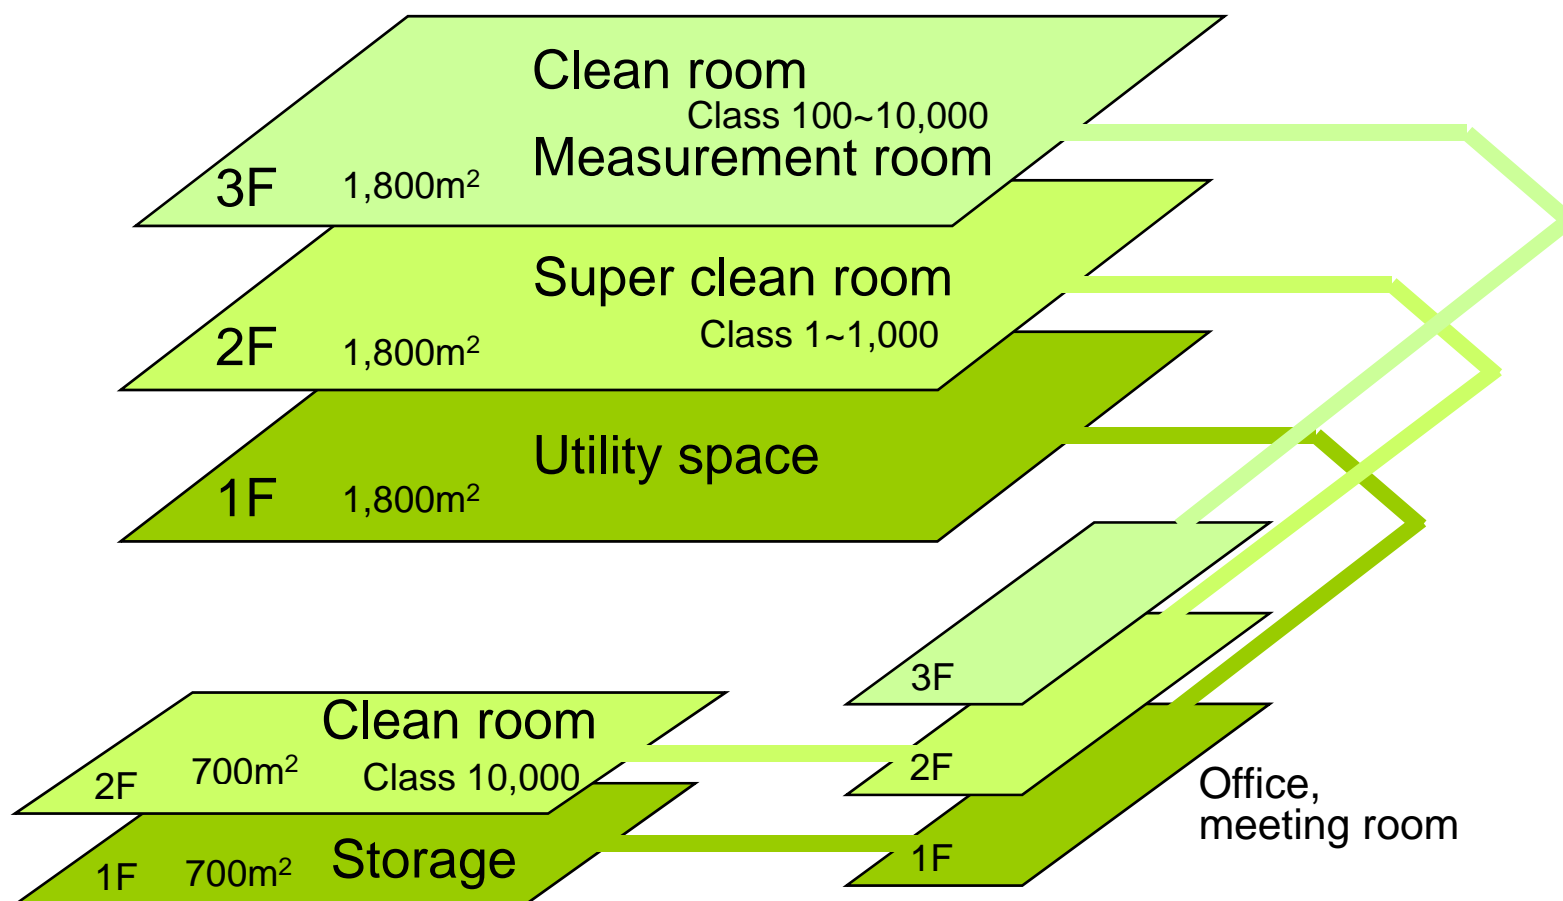 Clean room
Class 100~10,000
Measurement room
3F 1,800m²
Super clean room
Class 1~1,000
2F 1,800m²
Utility space
1F 1,800m²
3F
Clean room
2F 700m² Class 10,000
2F
Office,
meeting room
1F 700m² Storage
1F